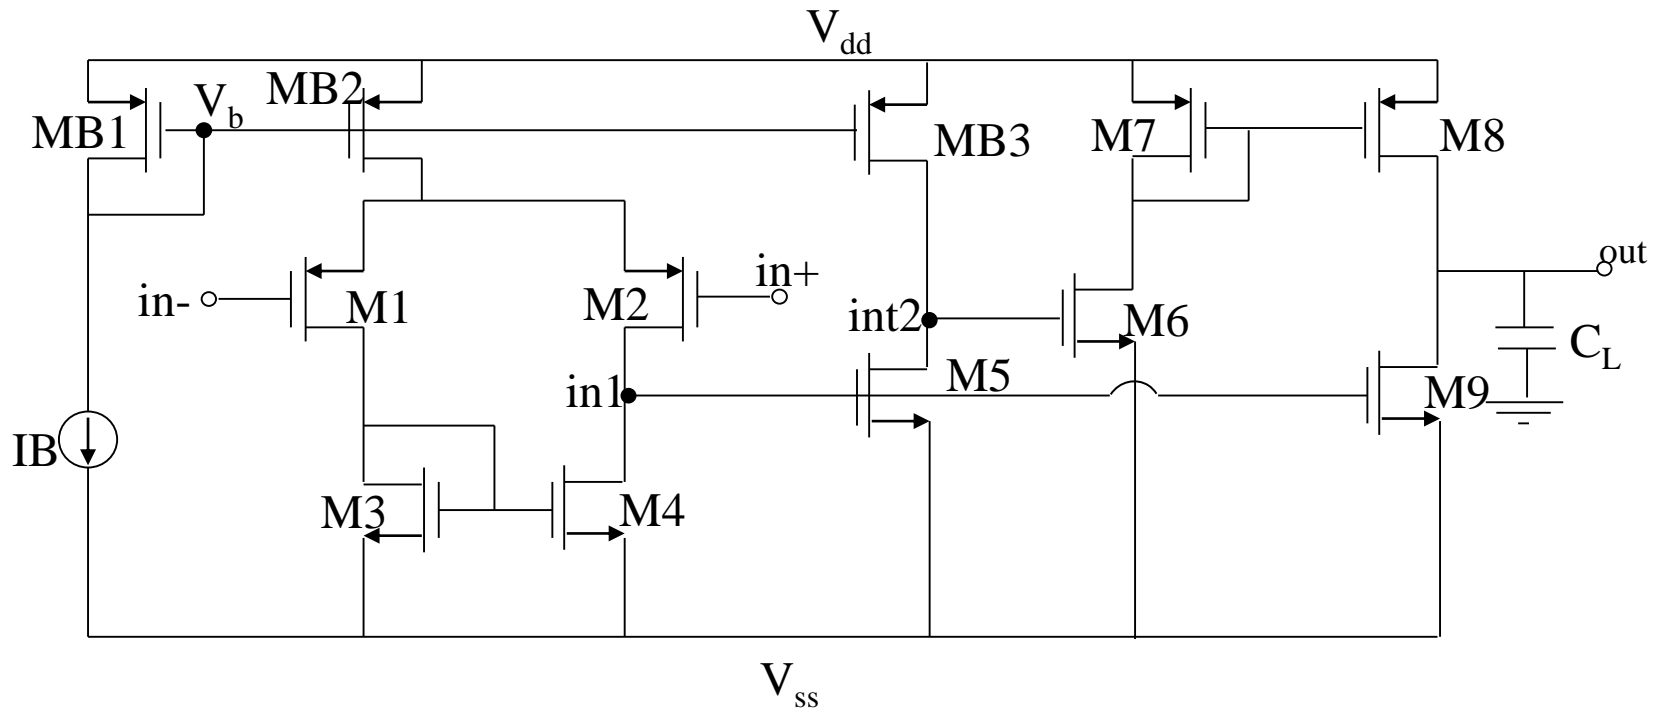 Vdd
MB1
Vb
MB2
MB3
M7
M8
in-
M1
M2
in+
int2
M6
out
CL
in1
M5
M9
IB
M3
M4
Vss